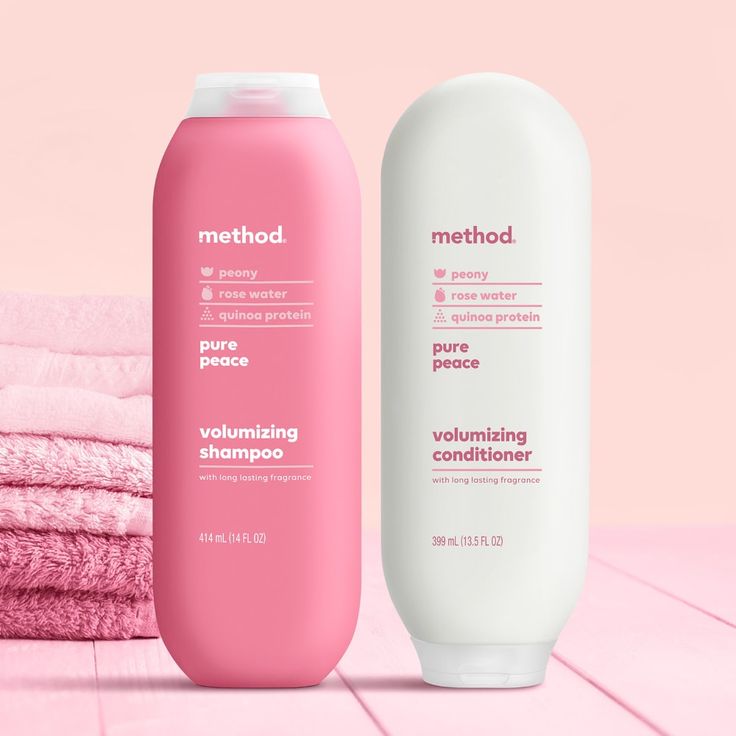 method.
peony
rose water
quinoa protein
pure
peace
volumizing
shampoo
with long lasting fragrance
414 mL (14 FL OZ)
method.
peony
rose water
quinoa protein
pure
peace
volumizing
conditioner
with long lasting fragrance
399 mL (13.5 FL OZ)